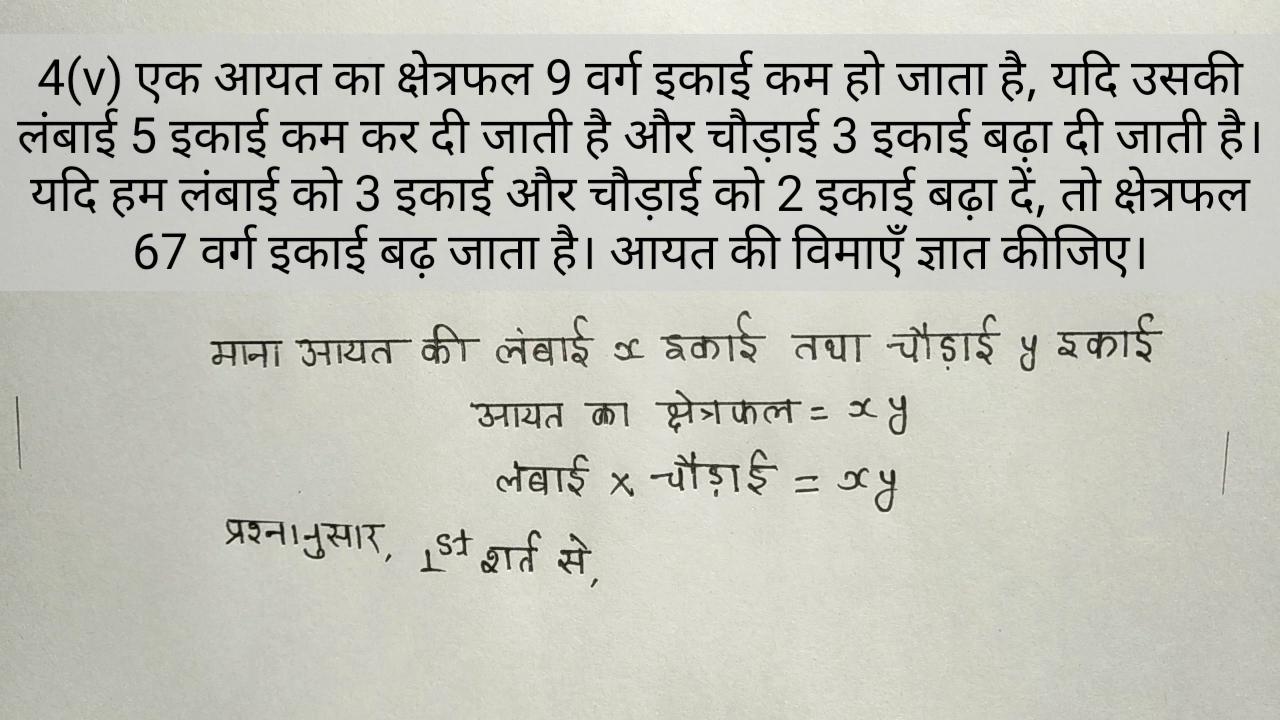 4(v) एक आयत का क्षेत्रफल 9 वर्ग इकाई कम हो जाता है, यदि उसकी
लंबाई 5 इकाई कम कर दी जाती है और चौड़ाई 3 इकाई बढ़ा दी जाती है।
यदि हम लंबाई को 3 इकाई और चौड़ाई को 2 इकाई बढ़ा दें, तो क्षेत्रफल
67 वर्ग इकाई बढ़ जाता है। आयत की विमाएँ ज्ञात कीजिए।
माना आयत की लंबाई x इकाई तथा चौड़ाई y इकाई
आयत का क्षेत्रफल = xy
लंबाई × चौड़ाई = xy
प्रश्नानुसार, Ist शर्त से,